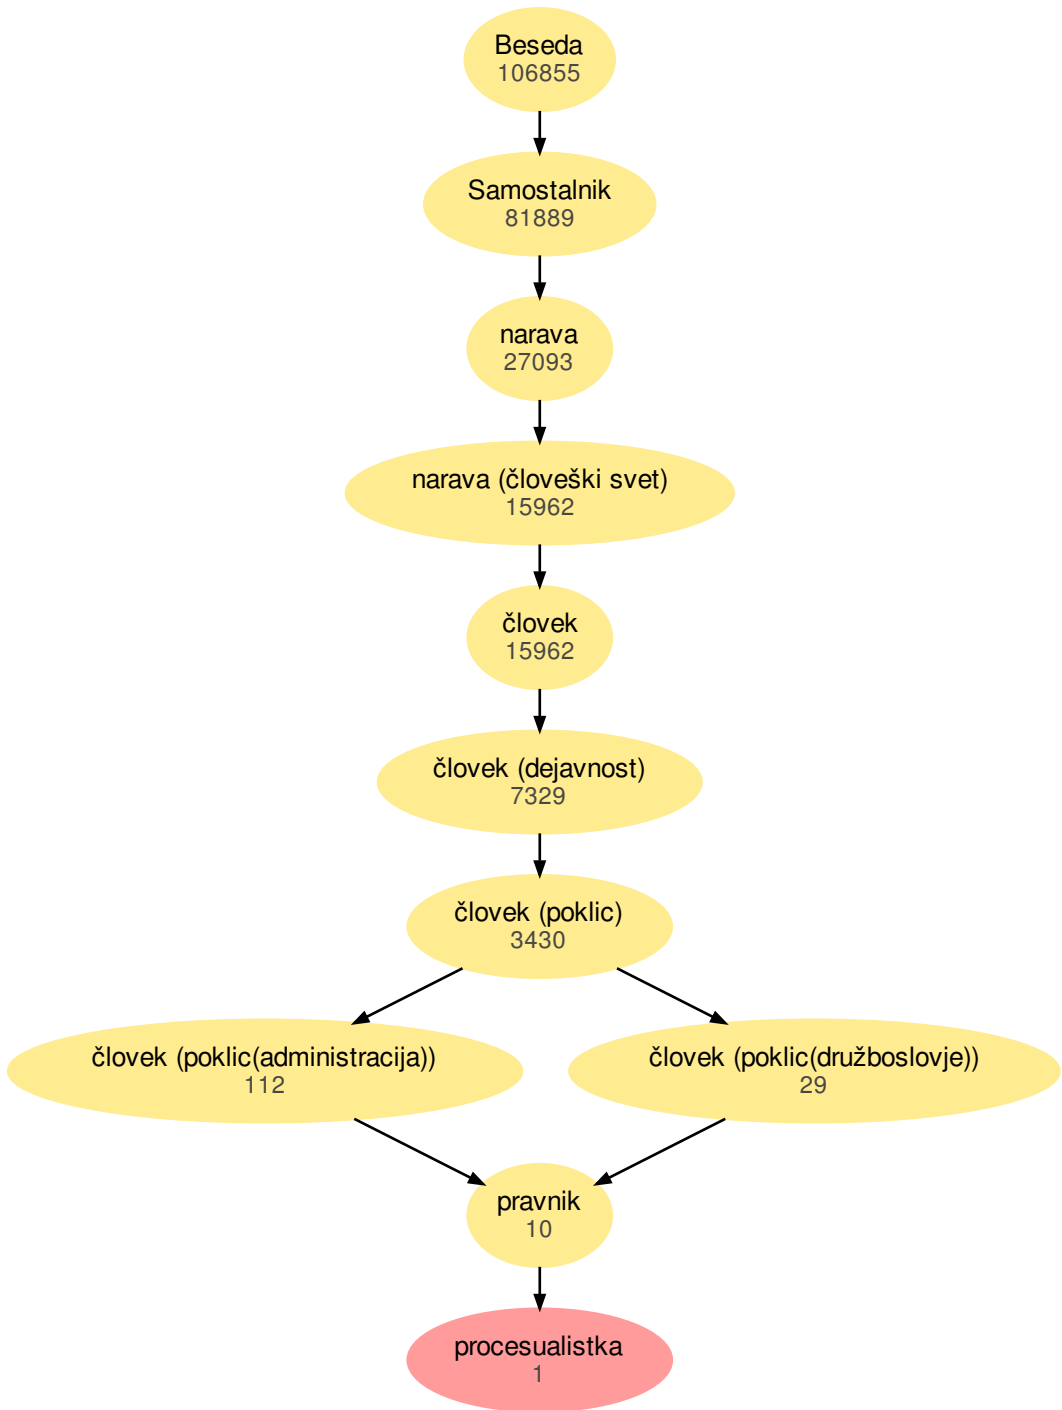 Beseda
106855
Samostalnik
81889
narava
27093
narava (človeški svet)
15962
človek
15962
človek (dejavnost)
7329
človek (poklic)
3430
človek (poklic(administracija))
112
človek (poklic(družboslovje))
29
pravnik
10
procesualistka
1